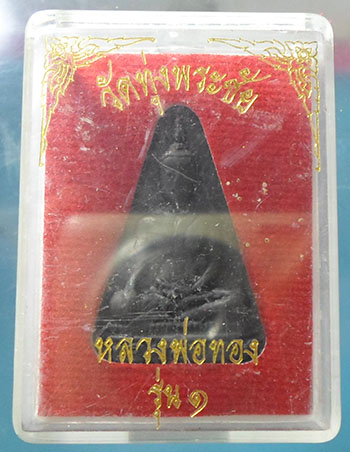 วัดทุ่งพระชัย
หลวงพ่อทอง
รุ่น ๑